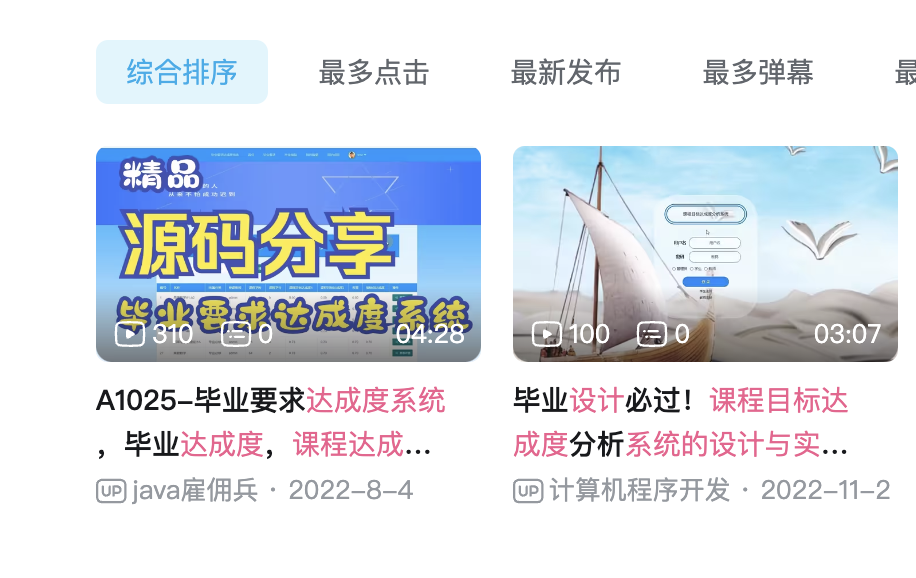 综合排序
最多点击
最新发布
最多弹幕
精品
源码分享
毕业要求达成度系统
310
0
04:28
100
0
03:07
A1025-毕业要求达成度系统
，毕业达成度，课程达成...
UP java雇佣兵 · 2022-8-4
毕业设计必过！课程目标达
成度分析系统的设计与实...
UP 计算机程序开发 · 2022-11-2